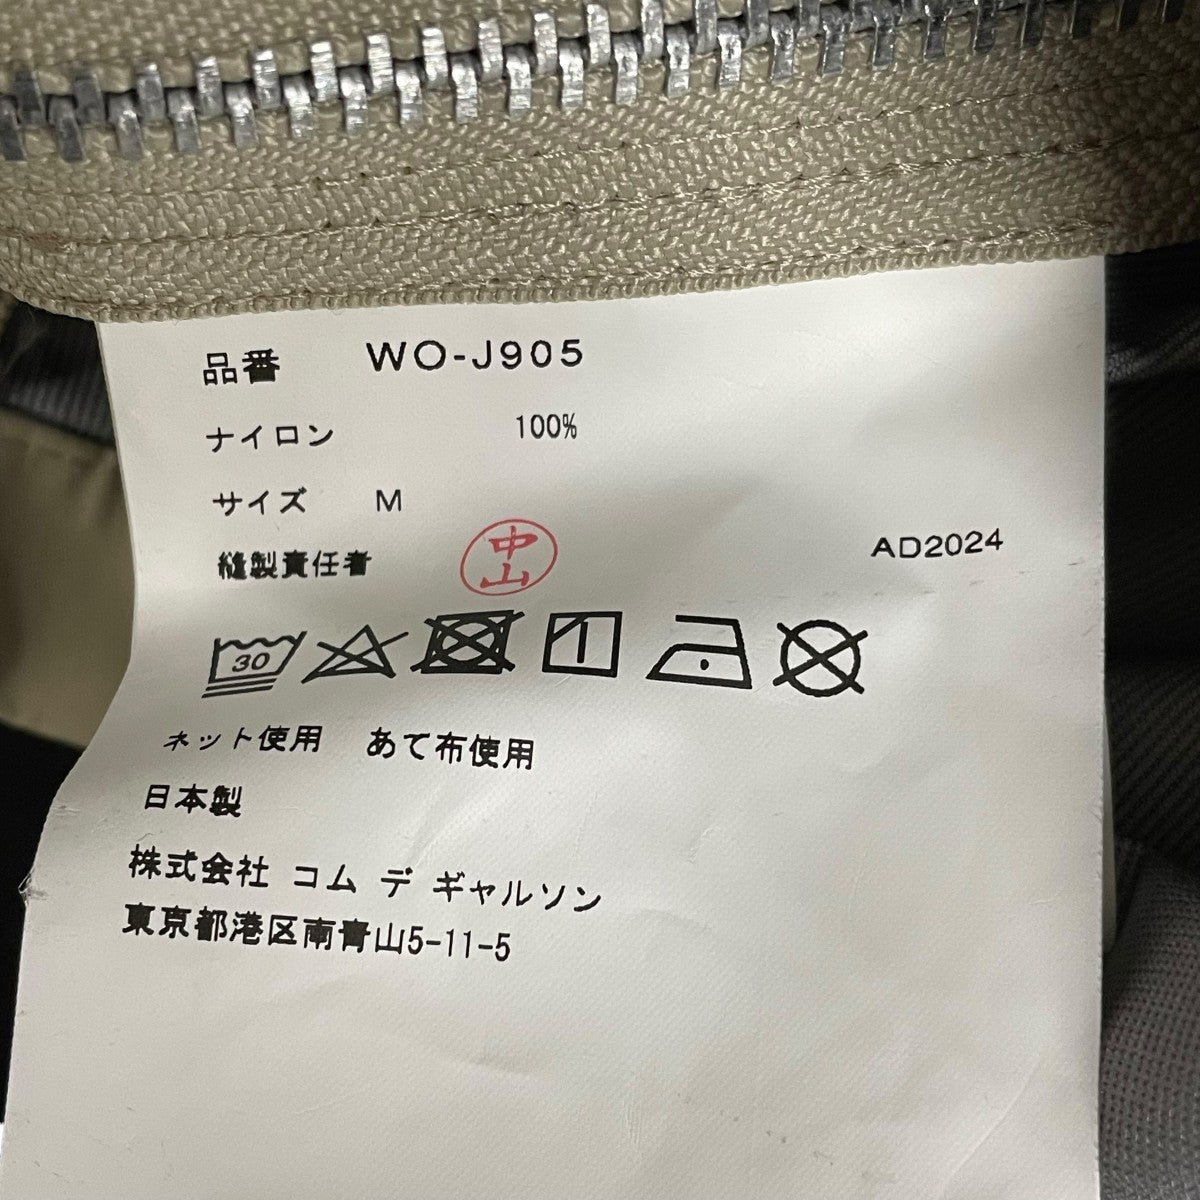 品番 WO-J905
ナイロン 100%
サイズ M
縫製責任者 中山 AD2024
30
ネット使用 あて布使用
日本製
株式会社 コム デ ギャルソン
東京都港区南青山5-11-5